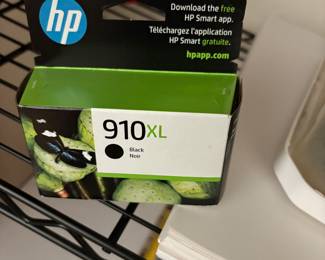 hp
Download the free
HP Smart app.
Téléchargez l'application
HP Smart gratuite.
hpapp.com
910XL
Black
Noir